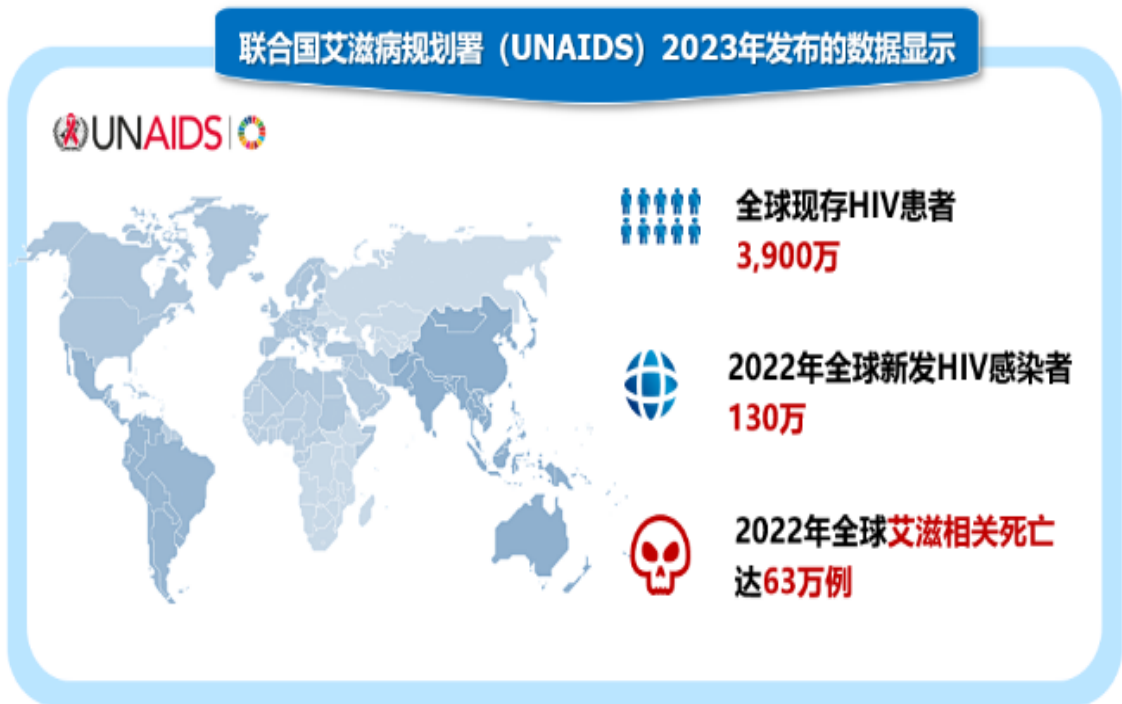 联合国艾滋病规划署（UNAIDS）2023年发布的数据显示
UNAIDS
全球现存HIV患者
3,900万
2022年全球新发HIV感染者
130万
2022年全球艾滋相关死亡
达63万例